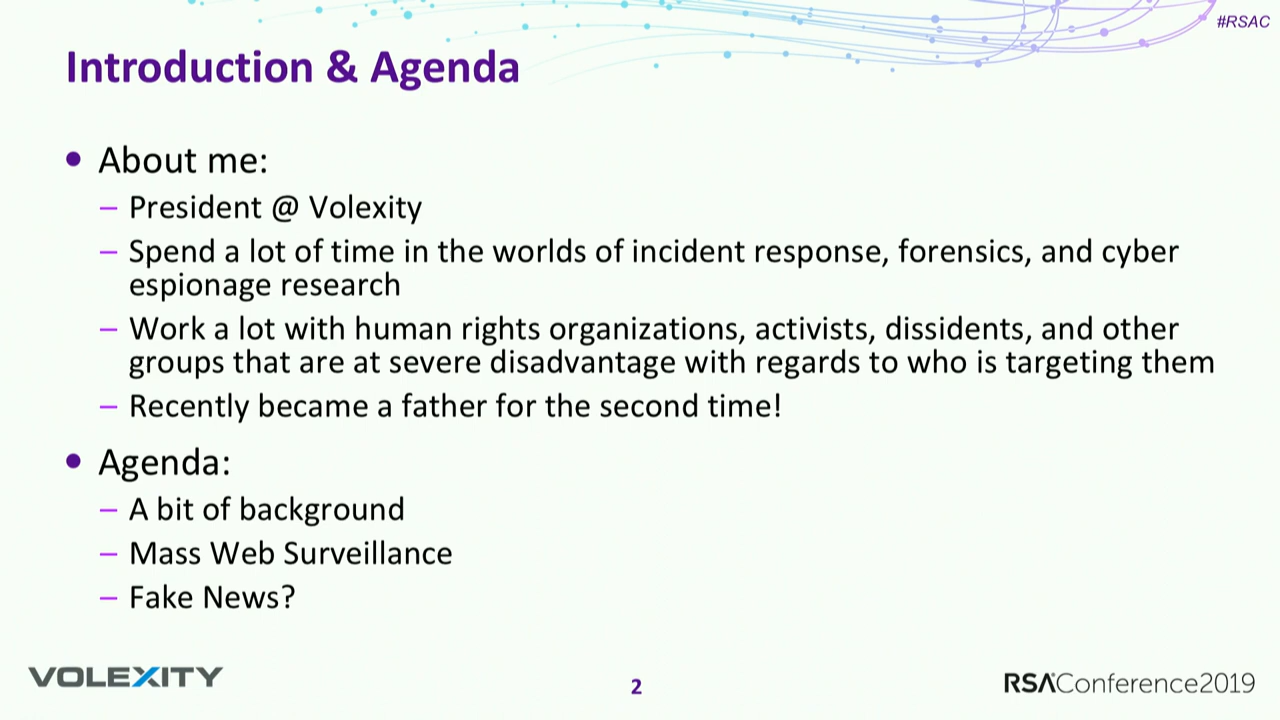 #RSAC
Introduction & Agenda
• About me:
– President @ Volexity
– Spend a lot of time in the worlds of incident response, forensics, and cyber
espionage research
– Work a lot with human rights organizations, activists, dissidents, and other
groups that are at severe disadvantage with regards to who is targeting them
– Recently became a father for the second time!
• Agenda:
– A bit of background
– Mass Web Surveillance
– Fake News?
VOLEXITY
2
RSAConference2019